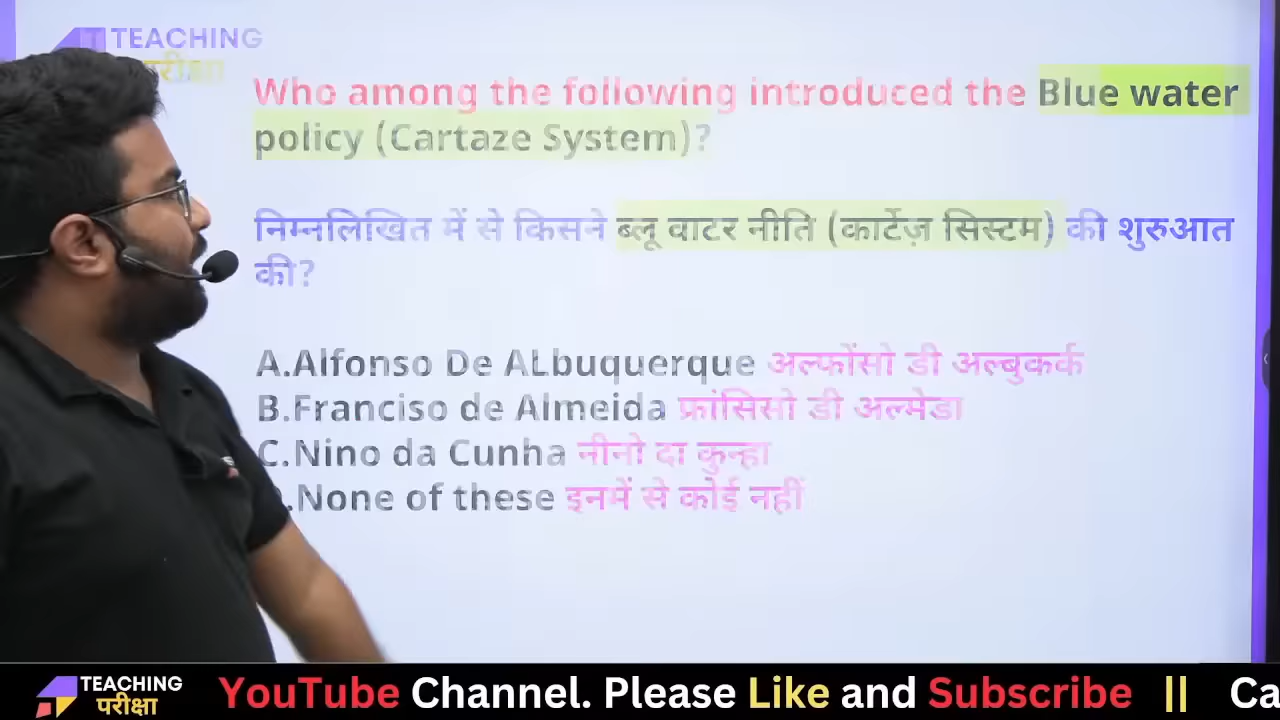 TEACHING
परीक्षा
Who among the following introduced the Blue water
policy (Cartaze System)?
निम्नलिखित में से किसने ब्लू वाटर नीति (कार्टेज़ सिस्टम) की शुरुआत
की?
A.Alfonso De ALbuquerque अल्फोंसो डी अल्बुकर्क
B.Franciso de Almeida फ्रांसिसो डी अल्मेडा
C.Nino da Cunha नीनो दा कुन्हा
.None of these इनमें से कोई नहीं
TEACHING
परीक्षा
YouTube Channel. Please Like and Subscribe || Ca